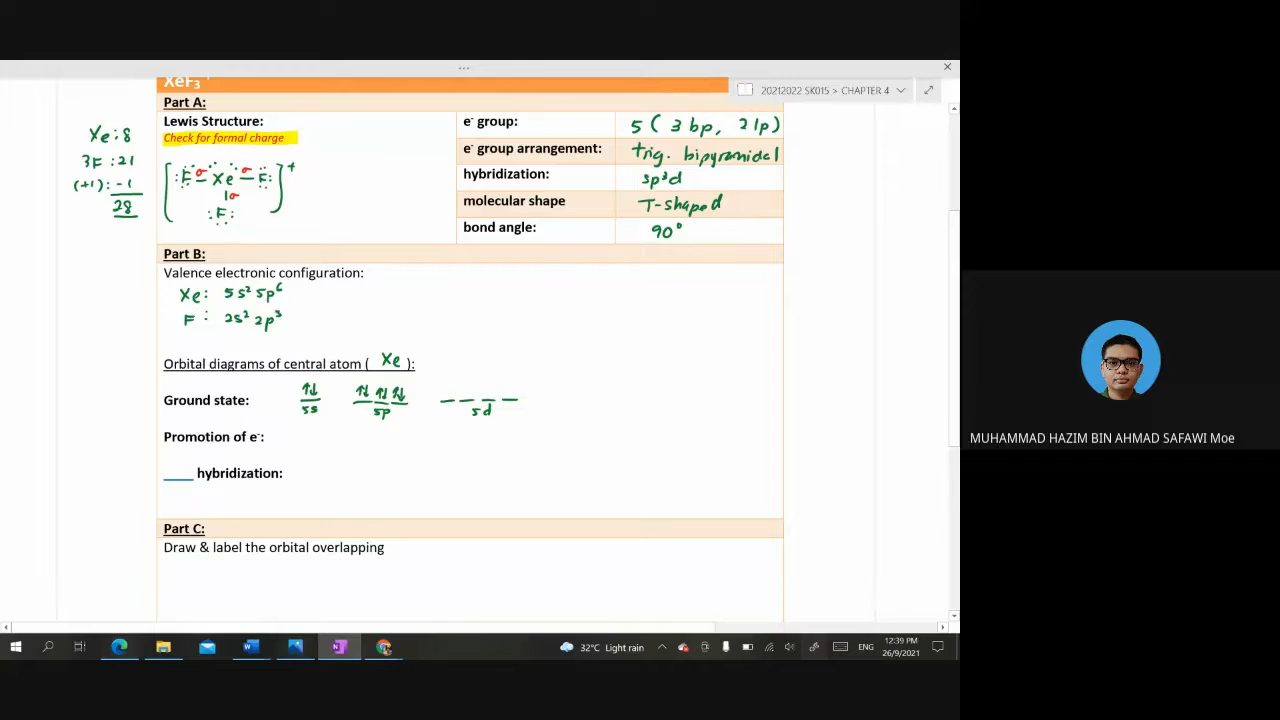 XeF₃⁺
20212022 SK015 > CHAPTER 4
Part A:
Lewis Structure:
Check for formal charge
Xe : 8
3F : 21
(+1) : -1
28
F σ Xe σ F +
σ
F
e⁻ group: 5 ( 3 bp, 2 lp)
e⁻ group arrangement: trig. bipyramidal
hybridization: sp³d
molecular shape T-shaped
bond angle: 90°
Part B:
Valence electronic configuration:
Xe : 5s² 5p⁶
F : 2s² 2p⁵
Orbital diagrams of central atom ( Xe ):
Ground state: ⇅ ⇅ ⇅ ⇅
5s 5p 5d
Promotion of e⁻:
____ hybridization:
Part C:
Draw & label the orbital overlapping
MUHAMMAD HAZIM BIN AHMAD SAFAWI Moe
32°C Light rain
ENG
12:39 PM
26/9/2021